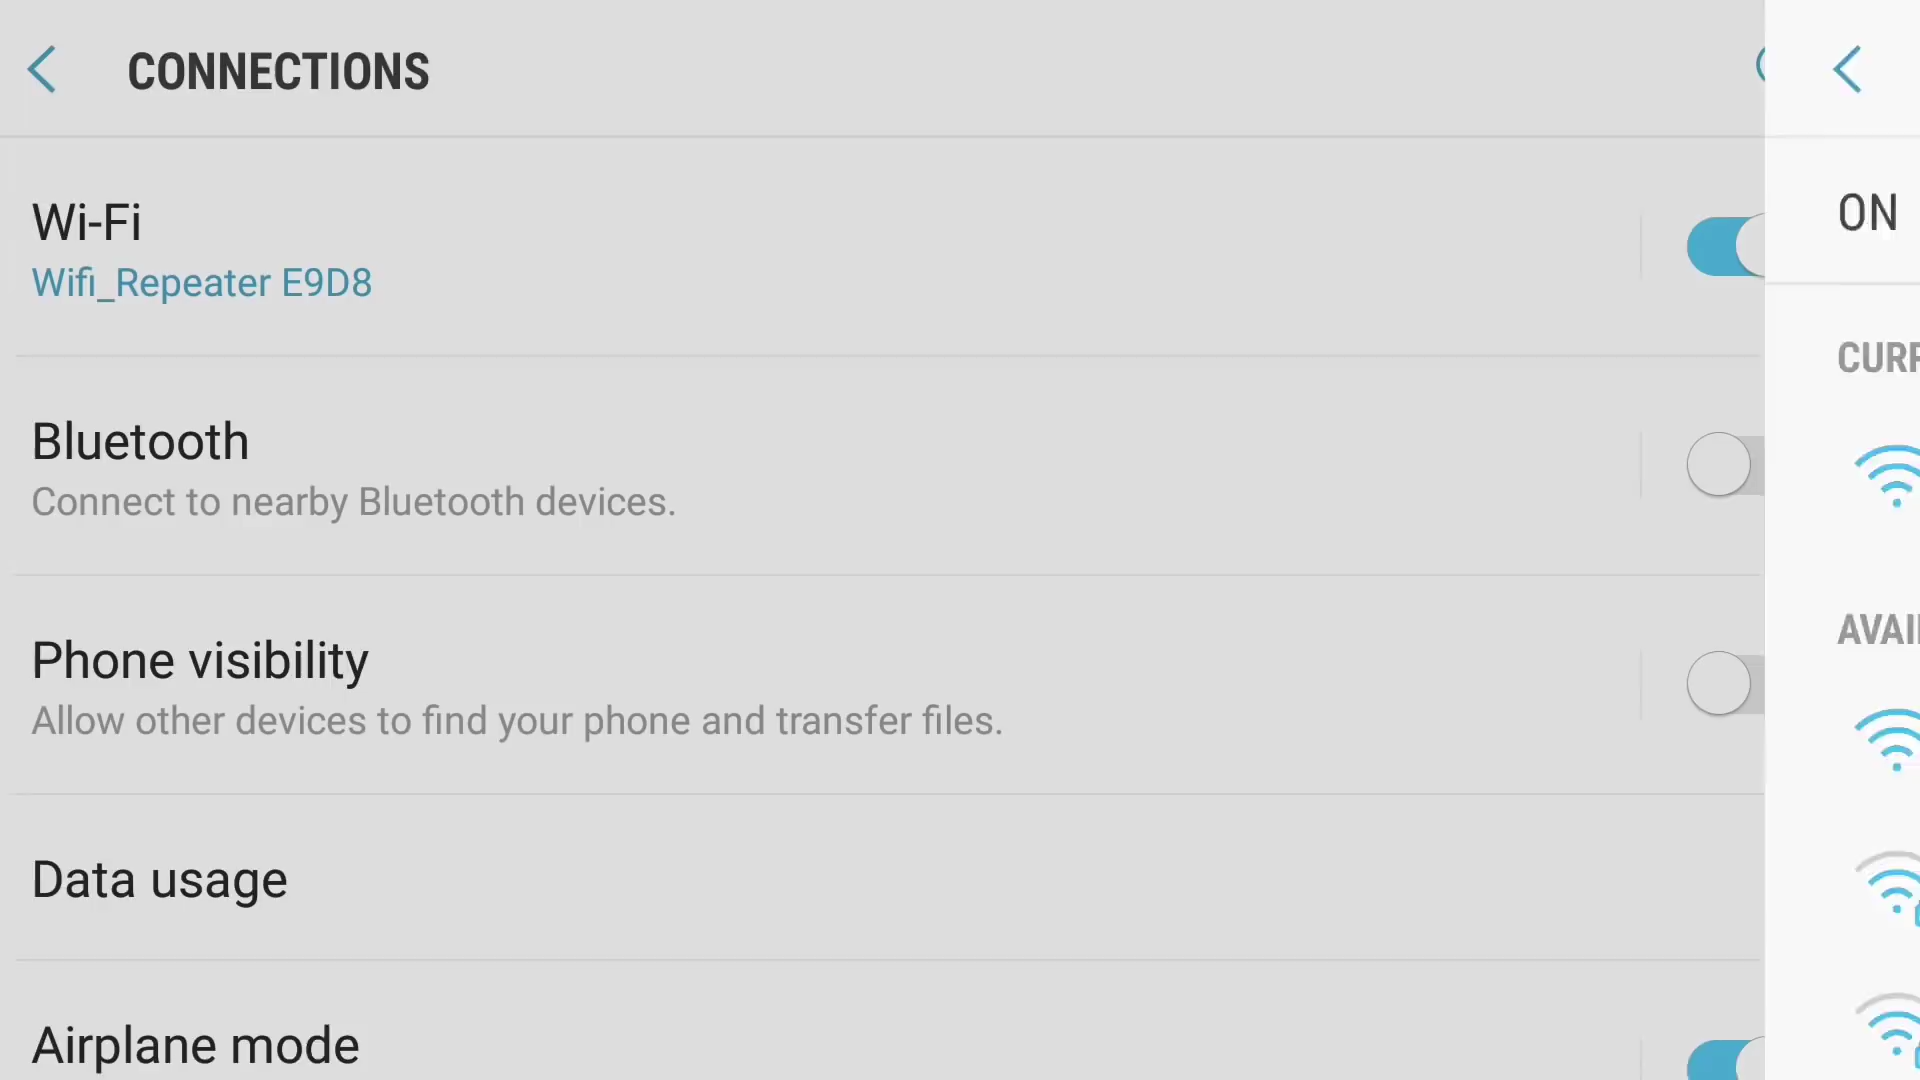 CONNECTIONS
Wi-Fi
Wifi_Repeater E9D8
Bluetooth
Connect to nearby Bluetooth devices.
Phone visibility
Allow other devices to find your phone and transfer files.
Data usage
Airplane mode
ON